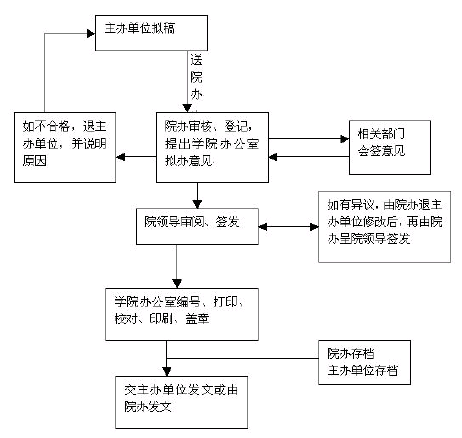 主办单位拟稿
送
院
办
如不合格，退主
办单位，并说明
原因
院办审核、登记，
提出学院办公室
拟办意见
相关部门
会签意见
院领导审阅、签发
如有异议，由院办退主
办单位修改后，再由院
办呈院领导签发
学院办公室编号、打印、
校对、印刷、盖章
院办存档
主办单位存档
交主办单位发文或由
院办发文